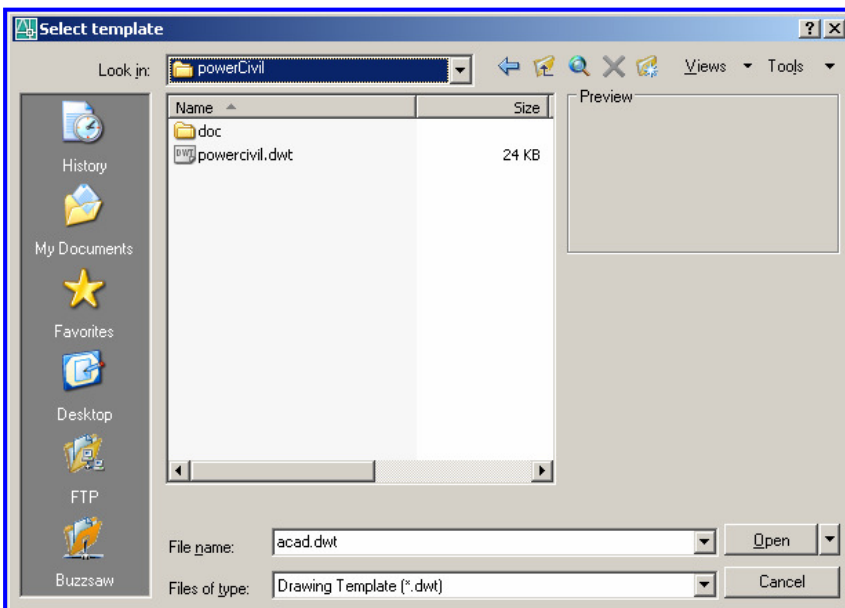 Select template
Look in: powerCivil Views Tools
Name Size Preview
doc
powercivil.dwt 24 KB
History
My Documents
Favorites
Desktop
FTP
Buzzsaw
File name: acad.dwt Open
Files of type: Drawing Template (*.dwt) Cancel